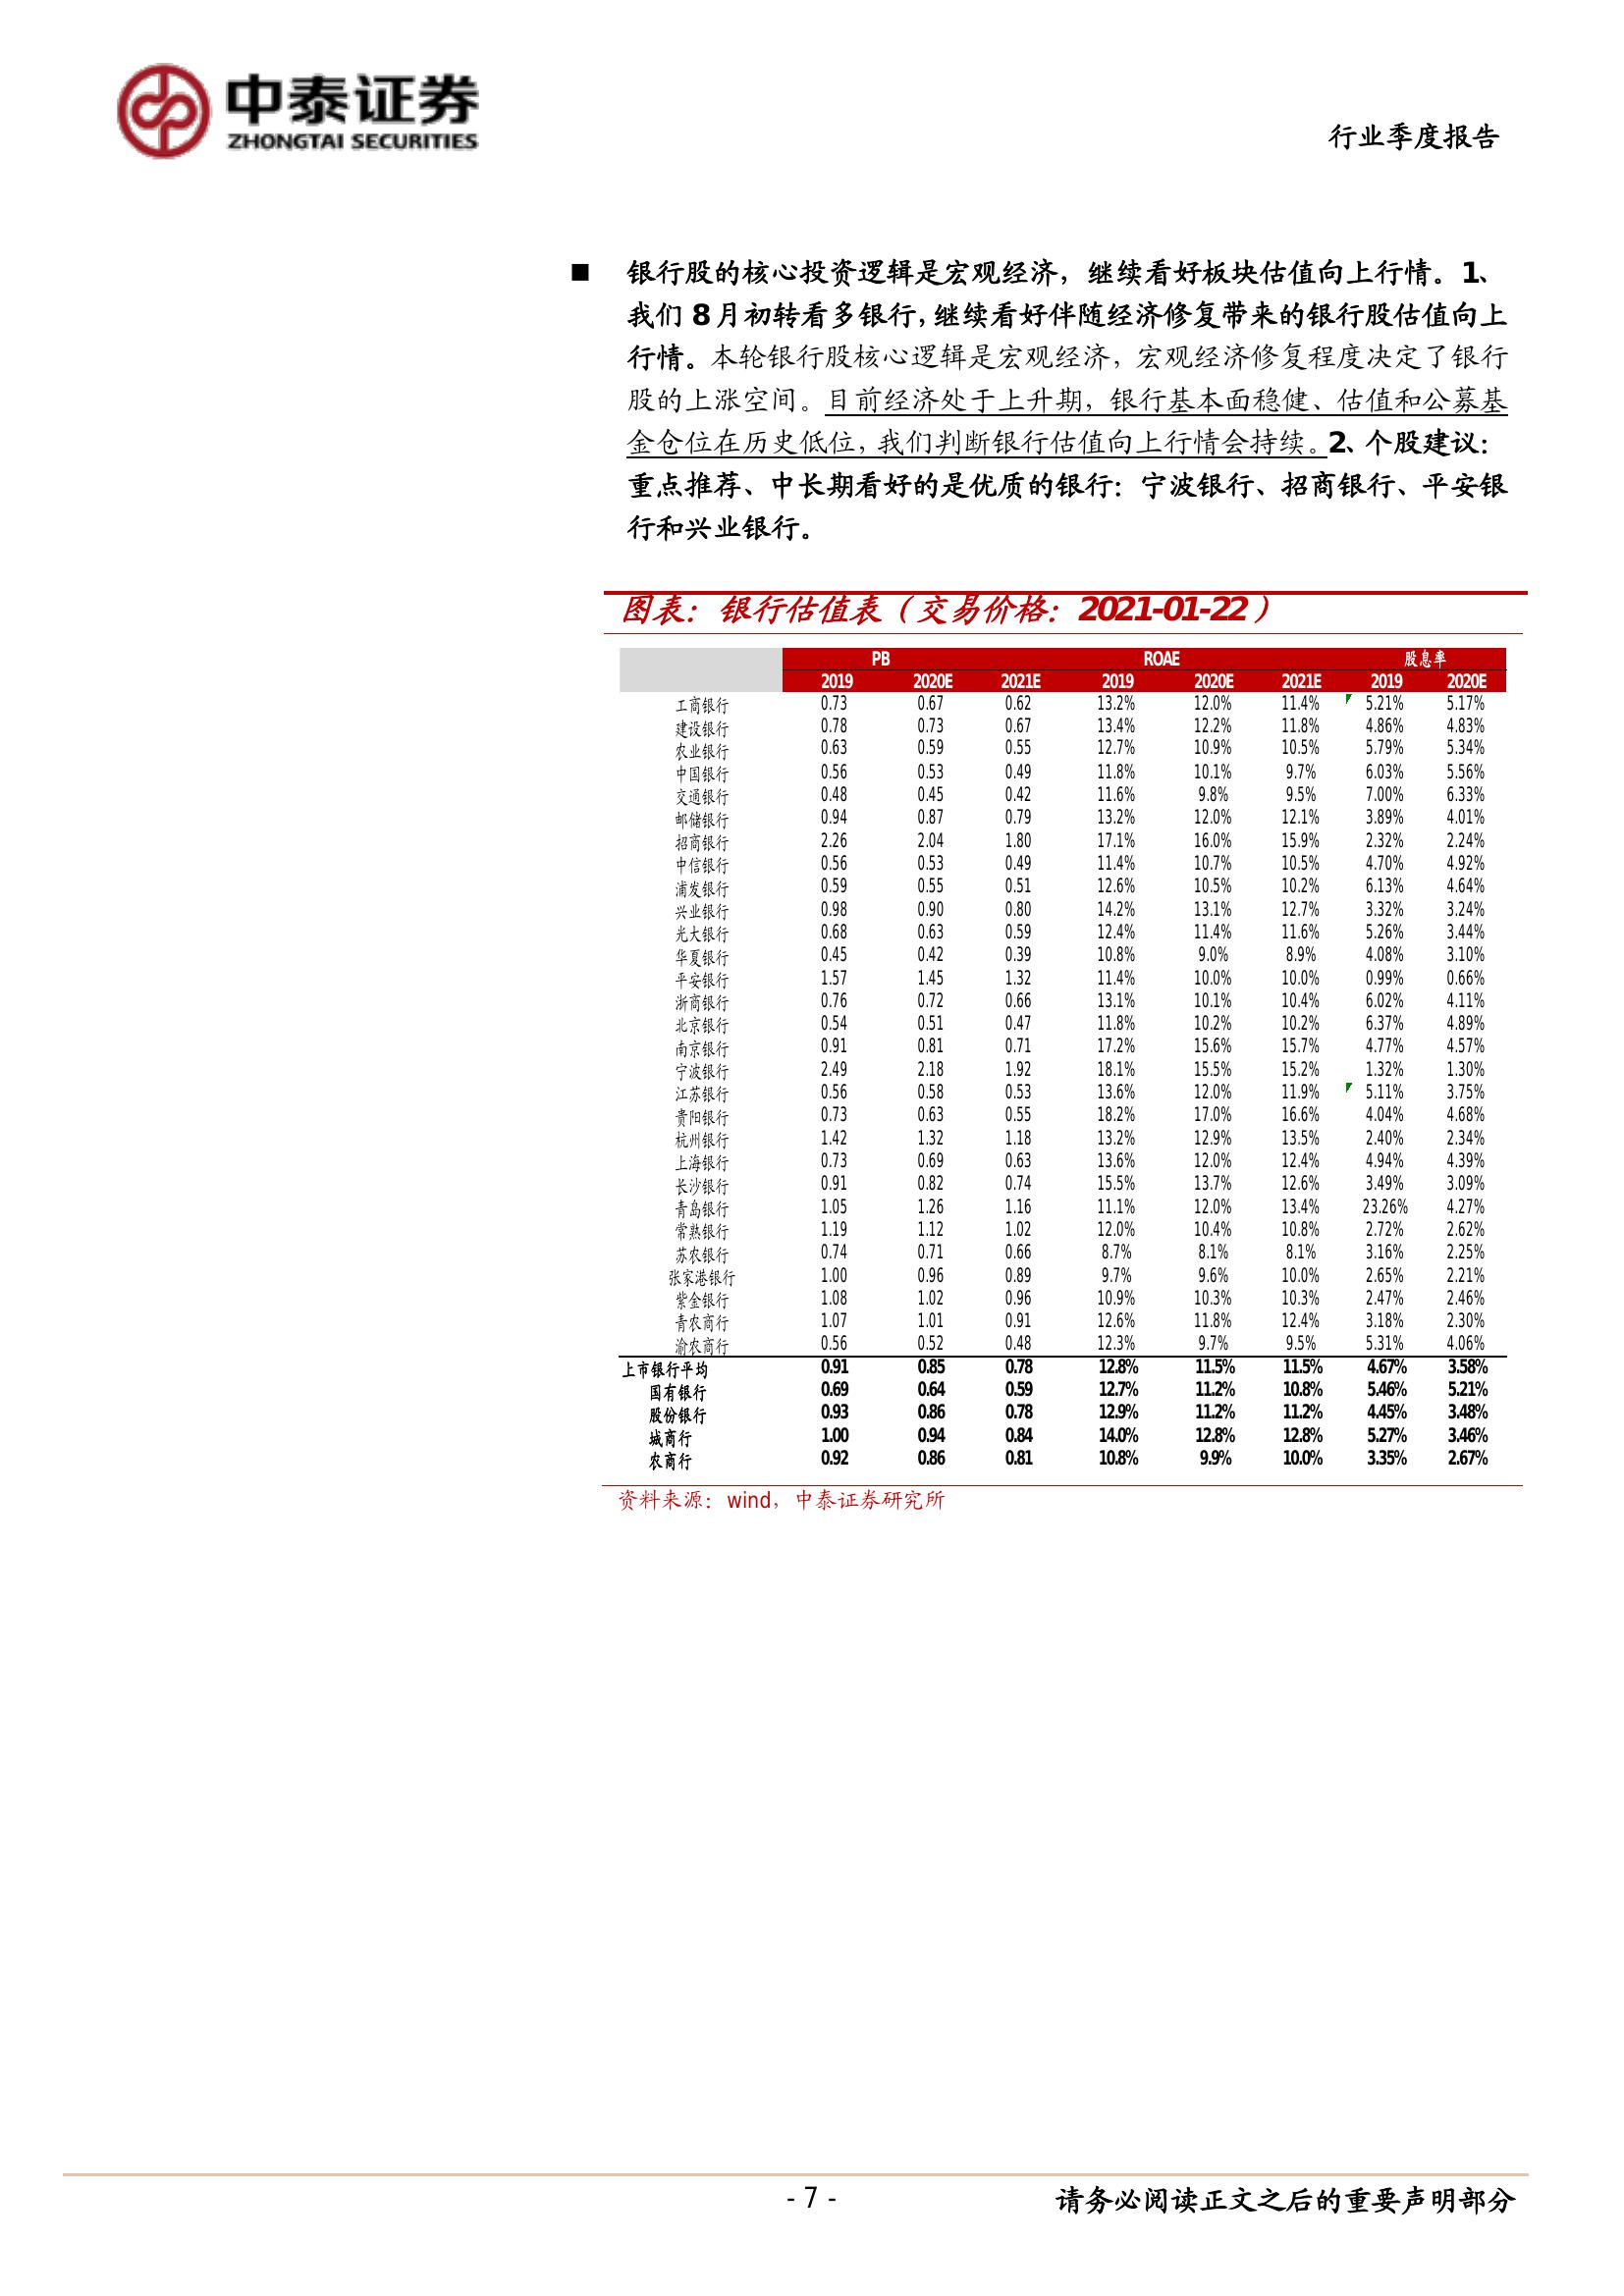 中泰证券
ZHONGTAI SECURITIES
行业季度报告
■ 银行股的核心投资逻辑是宏观经济，继续看好板块估值向上行情。1、
我们 8 月初转看多银行，继续看好伴随经济修复带来的银行股估值向上
行情。本轮银行股核心逻辑是宏观经济，宏观经济修复程度决定了银行
股的上涨空间。目前经济处于上升期，银行基本面稳健、估值和公募基
金仓位在历史低位，我们判断银行估值向上行情会持续。2、个股建议：
重点推荐、中长期看好的是优质的银行：宁波银行、招商银行、平安银
行和兴业银行。
图表：银行估值表（交易价格：2021-01-22）
PB ROAE 股息率
2019 2020E 2021E 2019 2020E 2021E 2019 2020E
工商银行 0.73 0.67 0.62 13.2% 12.0% 11.4% 5.21% 5.17%
建设银行 0.78 0.73 0.67 13.4% 12.2% 11.8% 4.86% 4.83%
农业银行 0.63 0.59 0.55 12.7% 10.9% 10.5% 5.79% 5.34%
中国银行 0.56 0.53 0.49 11.8% 10.1% 9.7% 6.03% 5.56%
交通银行 0.48 0.45 0.42 11.6% 9.8% 9.5% 7.00% 6.33%
邮储银行 0.94 0.87 0.79 13.2% 12.0% 12.1% 3.89% 4.01%
招商银行 2.26 2.04 1.80 17.1% 16.0% 15.9% 2.32% 2.24%
中信银行 0.56 0.53 0.49 11.4% 10.7% 10.5% 4.70% 4.92%
浦发银行 0.59 0.55 0.51 12.6% 10.5% 10.2% 6.13% 4.64%
兴业银行 0.98 0.90 0.80 14.2% 13.1% 12.7% 3.32% 3.24%
光大银行 0.68 0.63 0.59 12.4% 11.4% 11.6% 5.26% 3.44%
华夏银行 0.45 0.42 0.39 10.8% 9.0% 8.9% 4.08% 3.10%
平安银行 1.57 1.45 1.32 11.4% 10.0% 10.0% 0.99% 0.66%
浙商银行 0.76 0.72 0.66 13.1% 10.1% 10.4% 6.02% 4.11%
北京银行 0.54 0.51 0.47 11.8% 10.2% 10.2% 6.37% 4.89%
南京银行 0.91 0.81 0.71 17.2% 15.6% 15.7% 4.77% 4.57%
宁波银行 2.49 2.18 1.92 18.1% 15.5% 15.2% 1.32% 1.30%
江苏银行 0.56 0.58 0.53 13.6% 12.0% 11.9% 5.11% 3.75%
贵阳银行 0.73 0.63 0.55 18.2% 17.0% 16.6% 4.04% 4.68%
杭州银行 1.42 1.32 1.18 13.2% 12.9% 13.5% 2.40% 2.34%
上海银行 0.73 0.69 0.63 13.6% 12.0% 12.4% 4.94% 4.39%
长沙银行 0.91 0.82 0.74 15.5% 13.7% 12.6% 3.49% 3.09%
青岛银行 1.05 1.26 1.16 11.1% 12.0% 13.4% 23.26% 4.27%
常熟银行 1.19 1.12 1.02 12.0% 10.4% 10.8% 2.72% 2.62%
苏农银行 0.74 0.71 0.66 8.7% 8.1% 8.1% 3.16% 2.25%
张家港银行 1.00 0.96 0.89 9.7% 9.6% 10.0% 2.65% 2.21%
紫金银行 1.08 1.02 0.96 10.9% 10.3% 10.3% 2.47% 2.46%
青农商行 1.07 1.01 0.91 12.6% 11.8% 12.4% 3.18% 2.30%
渝农商行 0.56 0.52 0.48 12.3% 9.7% 9.5% 5.31% 4.06%
上市银行平均 0.91 0.85 0.78 12.8% 11.5% 11.5% 4.67% 3.58%
国有银行 0.69 0.64 0.59 12.7% 11.2% 10.8% 5.46% 5.21%
股份银行 0.93 0.86 0.78 12.9% 11.2% 11.2% 4.45% 3.48%
城商行 1.00 0.94 0.84 14.0% 12.8% 12.8% 5.27% 3.46%
农商行 0.92 0.86 0.81 10.8% 9.9% 10.0% 3.35% 2.67%
资料来源：wind，中泰证券研究所
- 7 - 请务必阅读正文之后的重要声明部分